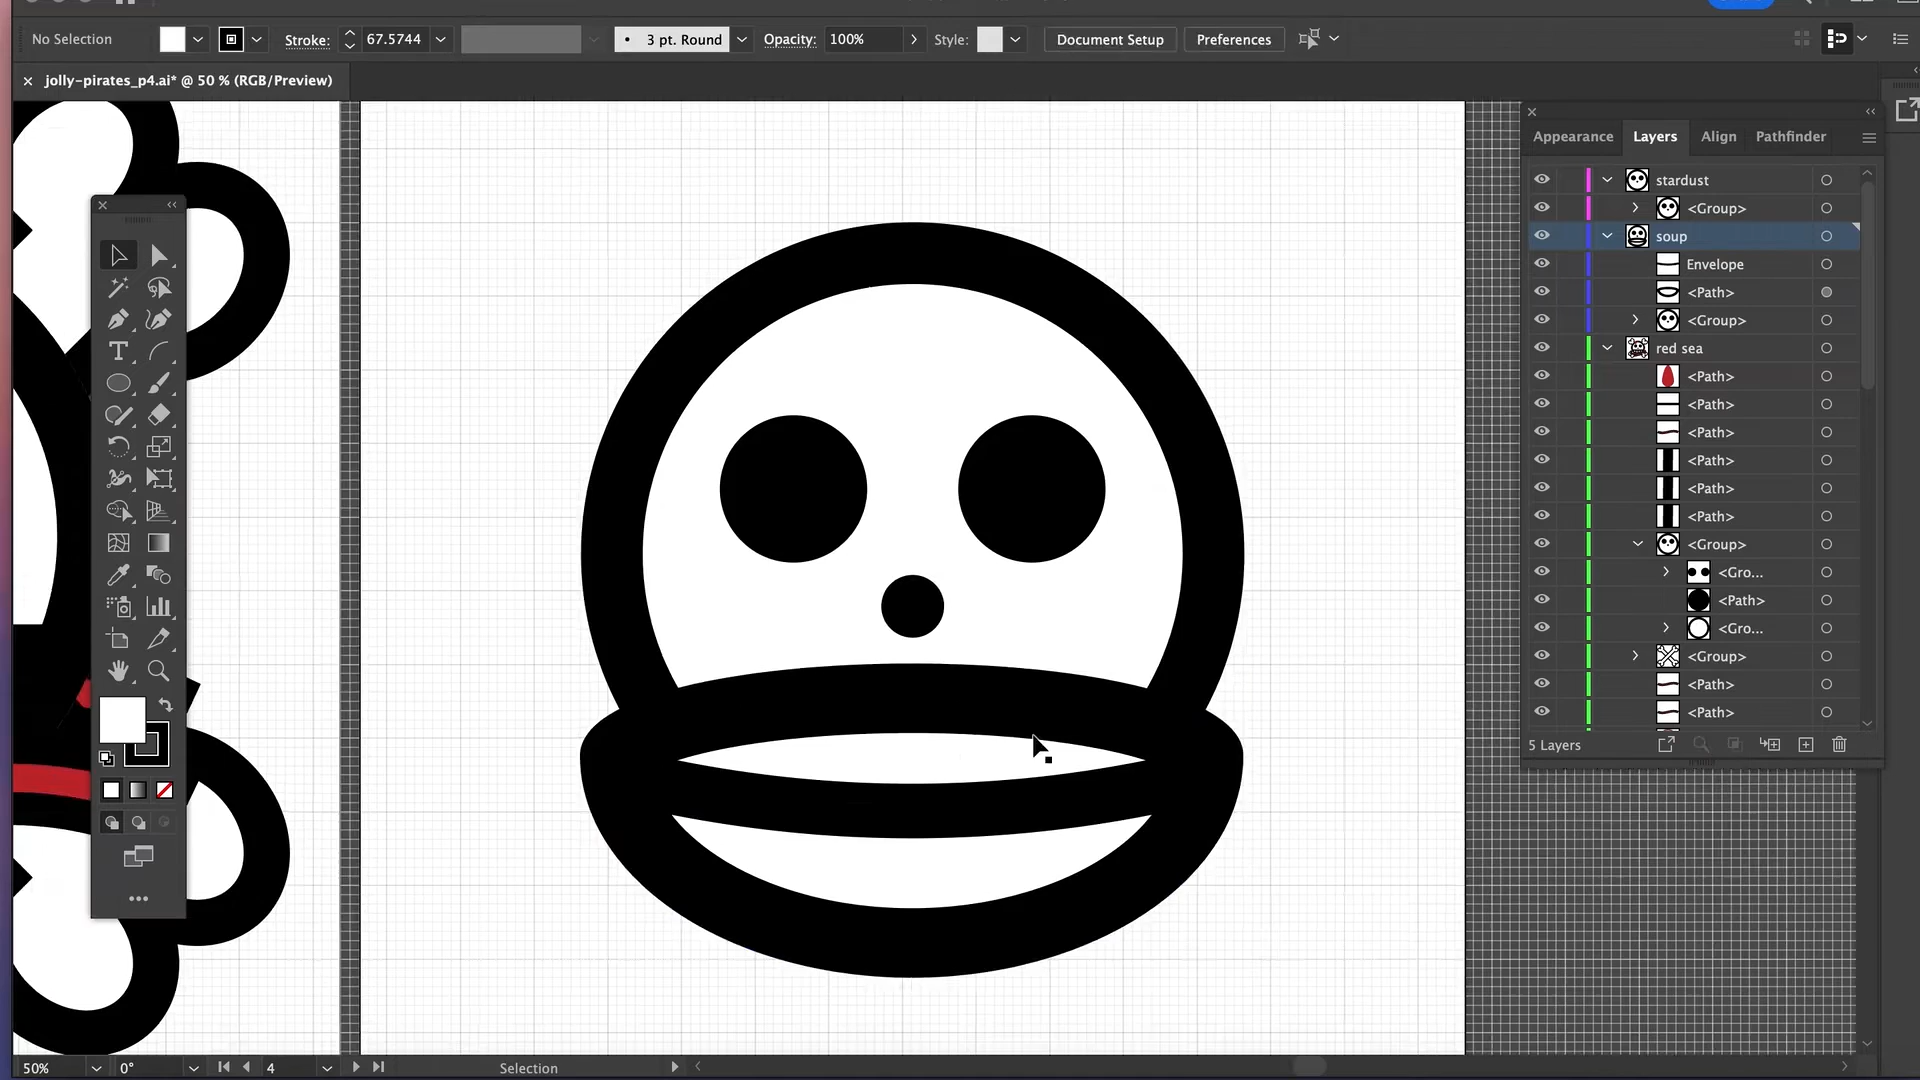 No Selection
Stroke:
67.5744
3 pt. Round
Opacity:
100%
Style:
Document Setup
Preferences
jolly-pirates_p4.ai* @ 50 % (RGB/Preview)
Appearance
Layers
Align
Pathfinder
stardust
<Group>
soup
Envelope
<Path>
<Group>
red sea
<Path>
<Path>
<Path>
<Path>
<Path>
<Path>
<Group>
<Gro...
<Path>
<Gro...
<Group>
<Path>
<Path>
5 Layers
50%
0°
4
Selection